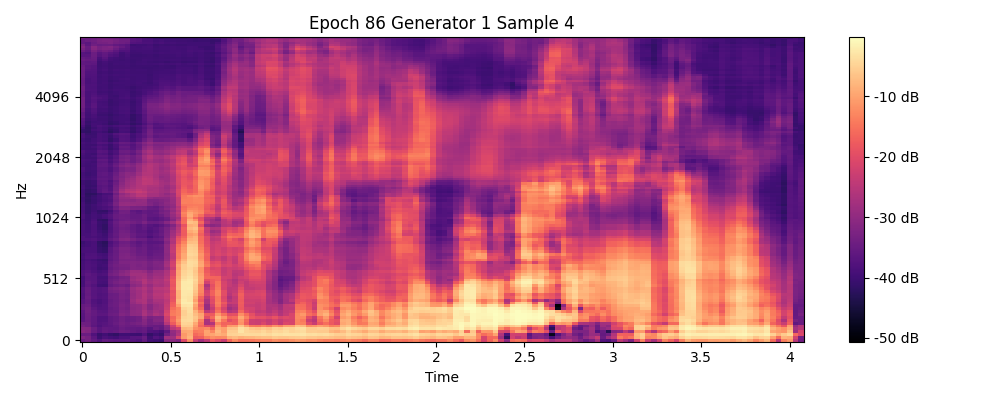 Epoch 86 Generator 1 Sample 4
Hz
4096
2048
1024
512
0
0 0.5 1 1.5 2 2.5 3 3.5 4
Time
-10 dB
-20 dB
-30 dB
-40 dB
-50 dB